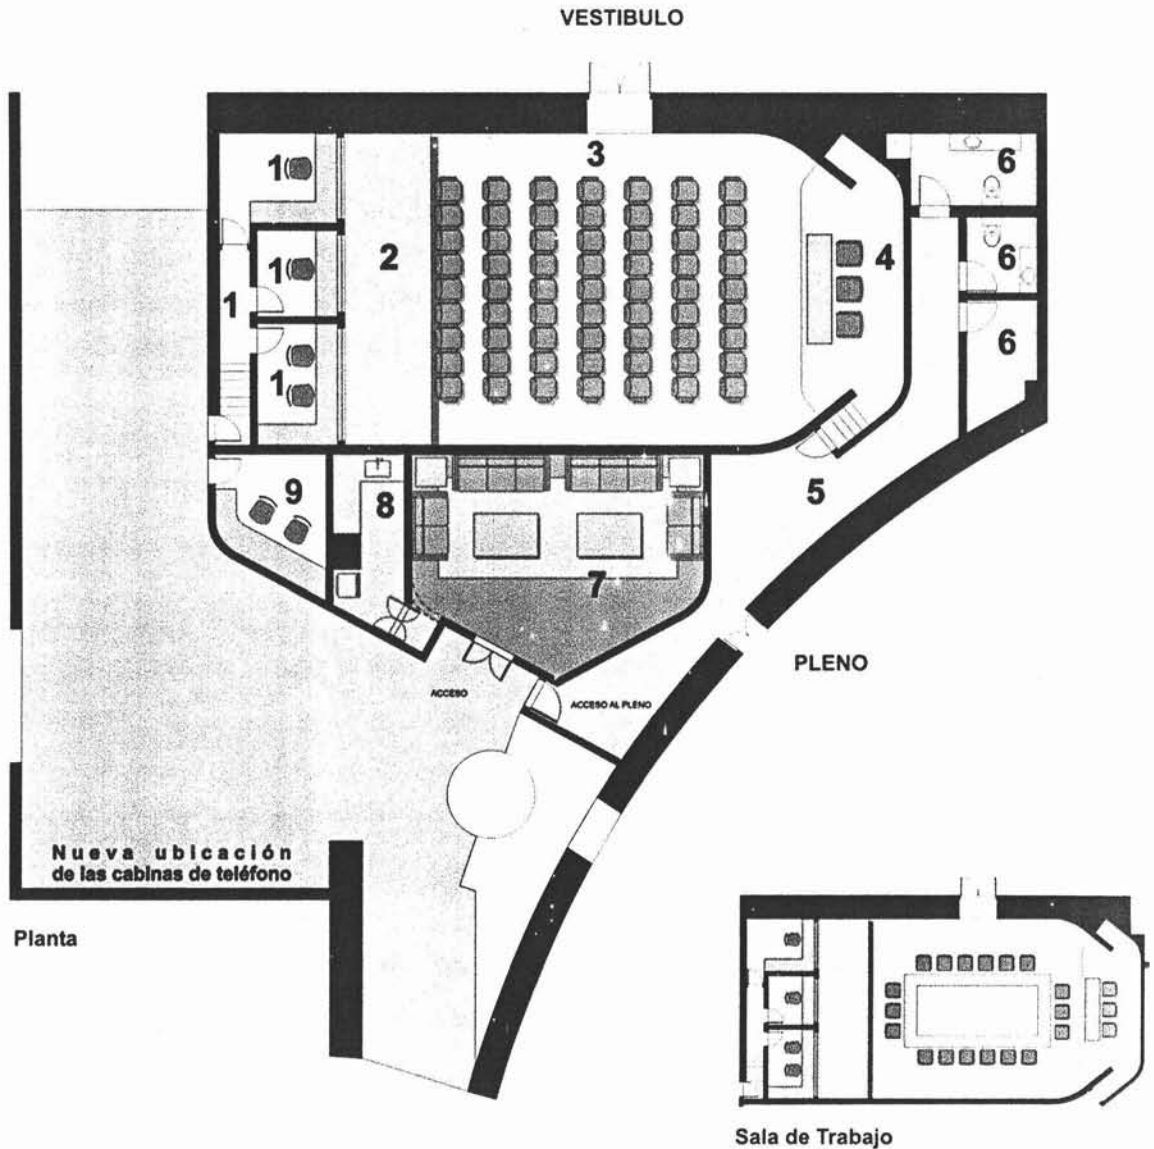 VESTIBULO
1
3
6
1
2
4
6
1
6
1
9
8
5
7
PLENO
ACCESO
ACCESO AL PLENO
Nueva ubicación
de las cabinas de teléfono
Planta
Sala de Trabajo